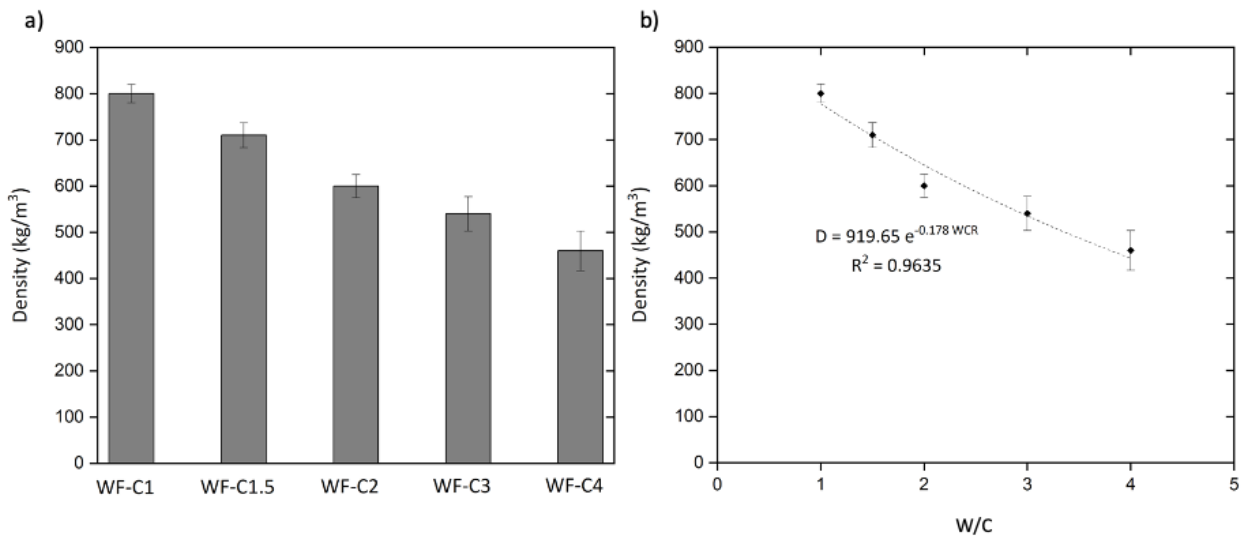 a)
900
800
700
600
500
400
300
200
100
0
Density (kg/m³)
WF-C1 WF-C1.5 WF-C2 WF-C3 WF-C4
b)
900
800
700
600
500
400
300
200
100
0
Density (kg/m³)
D = 919.65 e^-0.178 WCR
R² = 0.9635
0 1 2 3 4 5
W/C